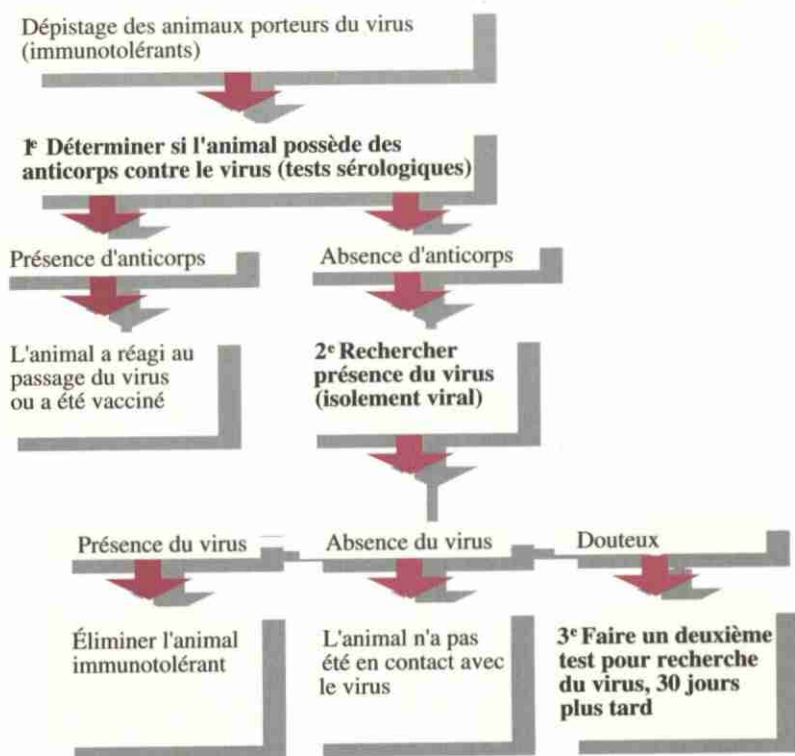 Dépistage des animaux porteurs du virus
(immunotolérants)
1e Déterminer si l'animal possède des
anticorps contre le virus (tests sérologiques)
Présence d'anticorps
Absence d'anticorps
L'animal a réagi au
passage du virus
ou a été vacciné
2e Rechercher
présence du virus
(isolement viral)
Présence du virus
Absence du virus
Douteux
Éliminer l'animal
immunotolérant
L'animal n'a pas
été en contact avec
le virus
3e Faire un deuxième
test pour recherche
du virus, 30 jours
plus tard